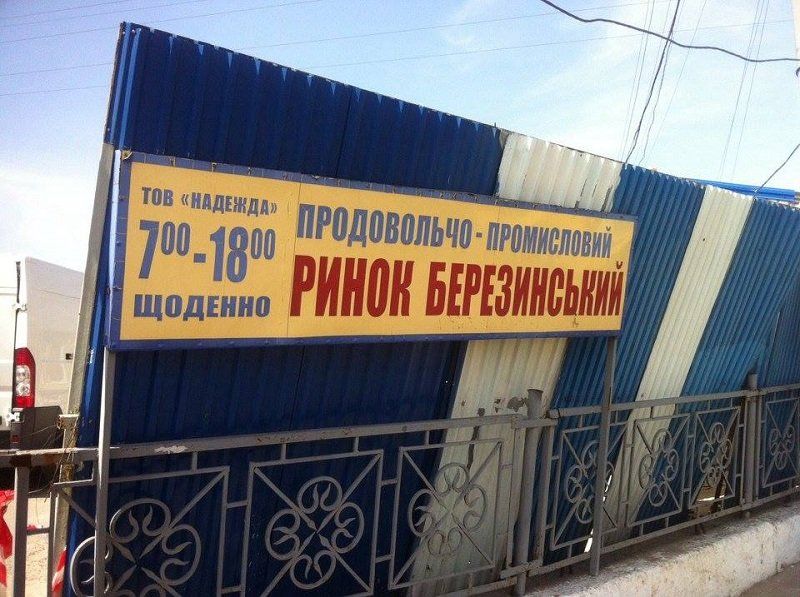 ТОВ «НАДЕЖДА»
7⁰⁰-18⁰⁰
ЩОДЕННО
ПРОДОВОЛЬЧО - ПРОМИСЛОВИЙ
РИНОК БЕРЕЗИНСЬКИЙ